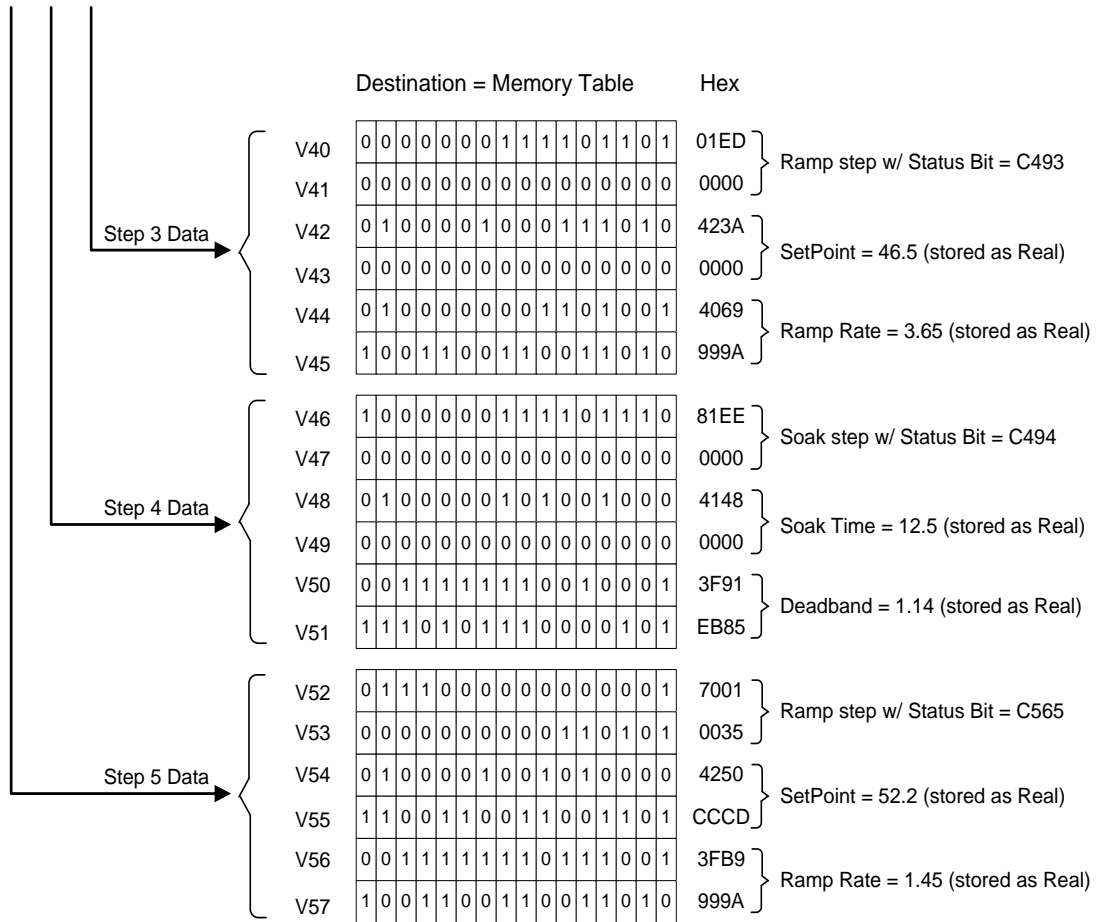 Destination = Memory Table Hex
V40 0 0 0 0 0 0 0 1 1 1 1 0 1 1 0 1 01ED
Ramp step w/ Status Bit = C493
V41 0 0 0 0 0 0 0 0 0 0 0 0 0 0 0 0 0000
Step 3 Data
V42 0 1 0 0 0 0 1 0 0 0 1 1 1 0 1 0 423A
SetPoint = 46.5 (stored as Real)
V43 0 0 0 0 0 0 0 0 0 0 0 0 0 0 0 0 0000
V44 0 1 0 0 0 0 0 0 0 1 1 0 1 0 0 1 4069
Ramp Rate = 3.65 (stored as Real)
V45 1 0 0 1 1 0 0 1 1 0 0 1 1 0 1 0 999A
V46 1 0 0 0 0 0 0 1 1 1 1 0 1 1 1 0 81EE
Soak step w/ Status Bit = C494
V47 0 0 0 0 0 0 0 0 0 0 0 0 0 0 0 0 0000
Step 4 Data
V48 0 1 0 0 0 0 0 1 0 1 0 0 1 0 0 0 4148
Soak Time = 12.5 (stored as Real)
V49 0 0 0 0 0 0 0 0 0 0 0 0 0 0 0 0 0000
V50 0 0 1 1 1 1 1 1 1 0 0 1 0 0 0 1 3F91
Deadband = 1.14 (stored as Real)
V51 1 1 1 0 1 0 1 1 1 0 0 0 0 1 0 1 EB85
V52 0 1 1 1 0 0 0 0 0 0 0 0 0 0 0 1 7001
Ramp step w/ Status Bit = C565
V53 0 0 0 0 0 0 0 0 0 0 1 1 0 1 0 1 0035
Step 5 Data
V54 0 1 0 0 0 0 1 0 0 1 0 1 0 0 0 0 4250
SetPoint = 52.2 (stored as Real)
V55 1 1 0 0 1 1 0 0 1 1 0 0 1 1 0 1 CCCD
V56 0 0 1 1 1 1 1 1 1 0 1 1 1 0 0 1 3FB9
Ramp Rate = 1.45 (stored as Real)
V57 1 0 0 1 1 0 0 1 1 0 0 1 1 0 1 0 999A